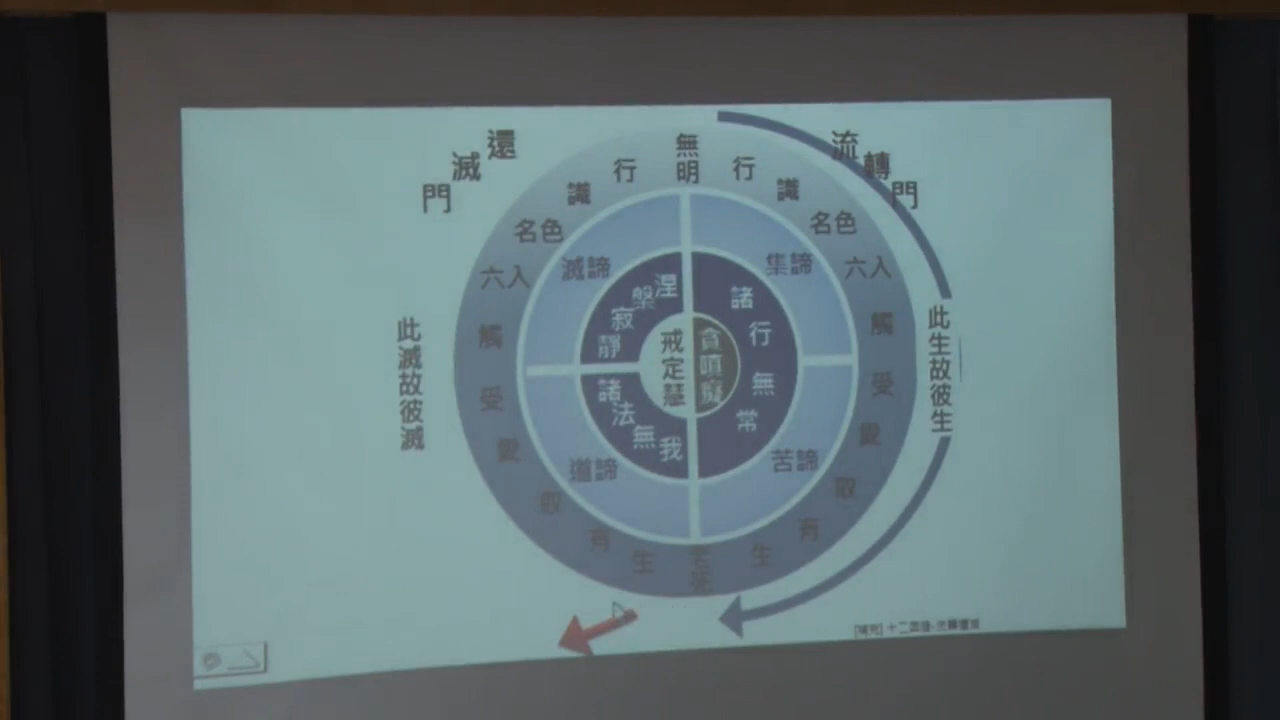 還滅門
流轉門
無明
行
識
名色
六入
觸
受
愛
取
有
生
老死
行
識
名色
六入
觸
受
愛
取
有
生
滅諦
集諦
道諦
苦諦
涅槃寂靜
諸行無常
諸法無我
戒定慧
貪嗔癡
此滅故彼滅
此生故彼生